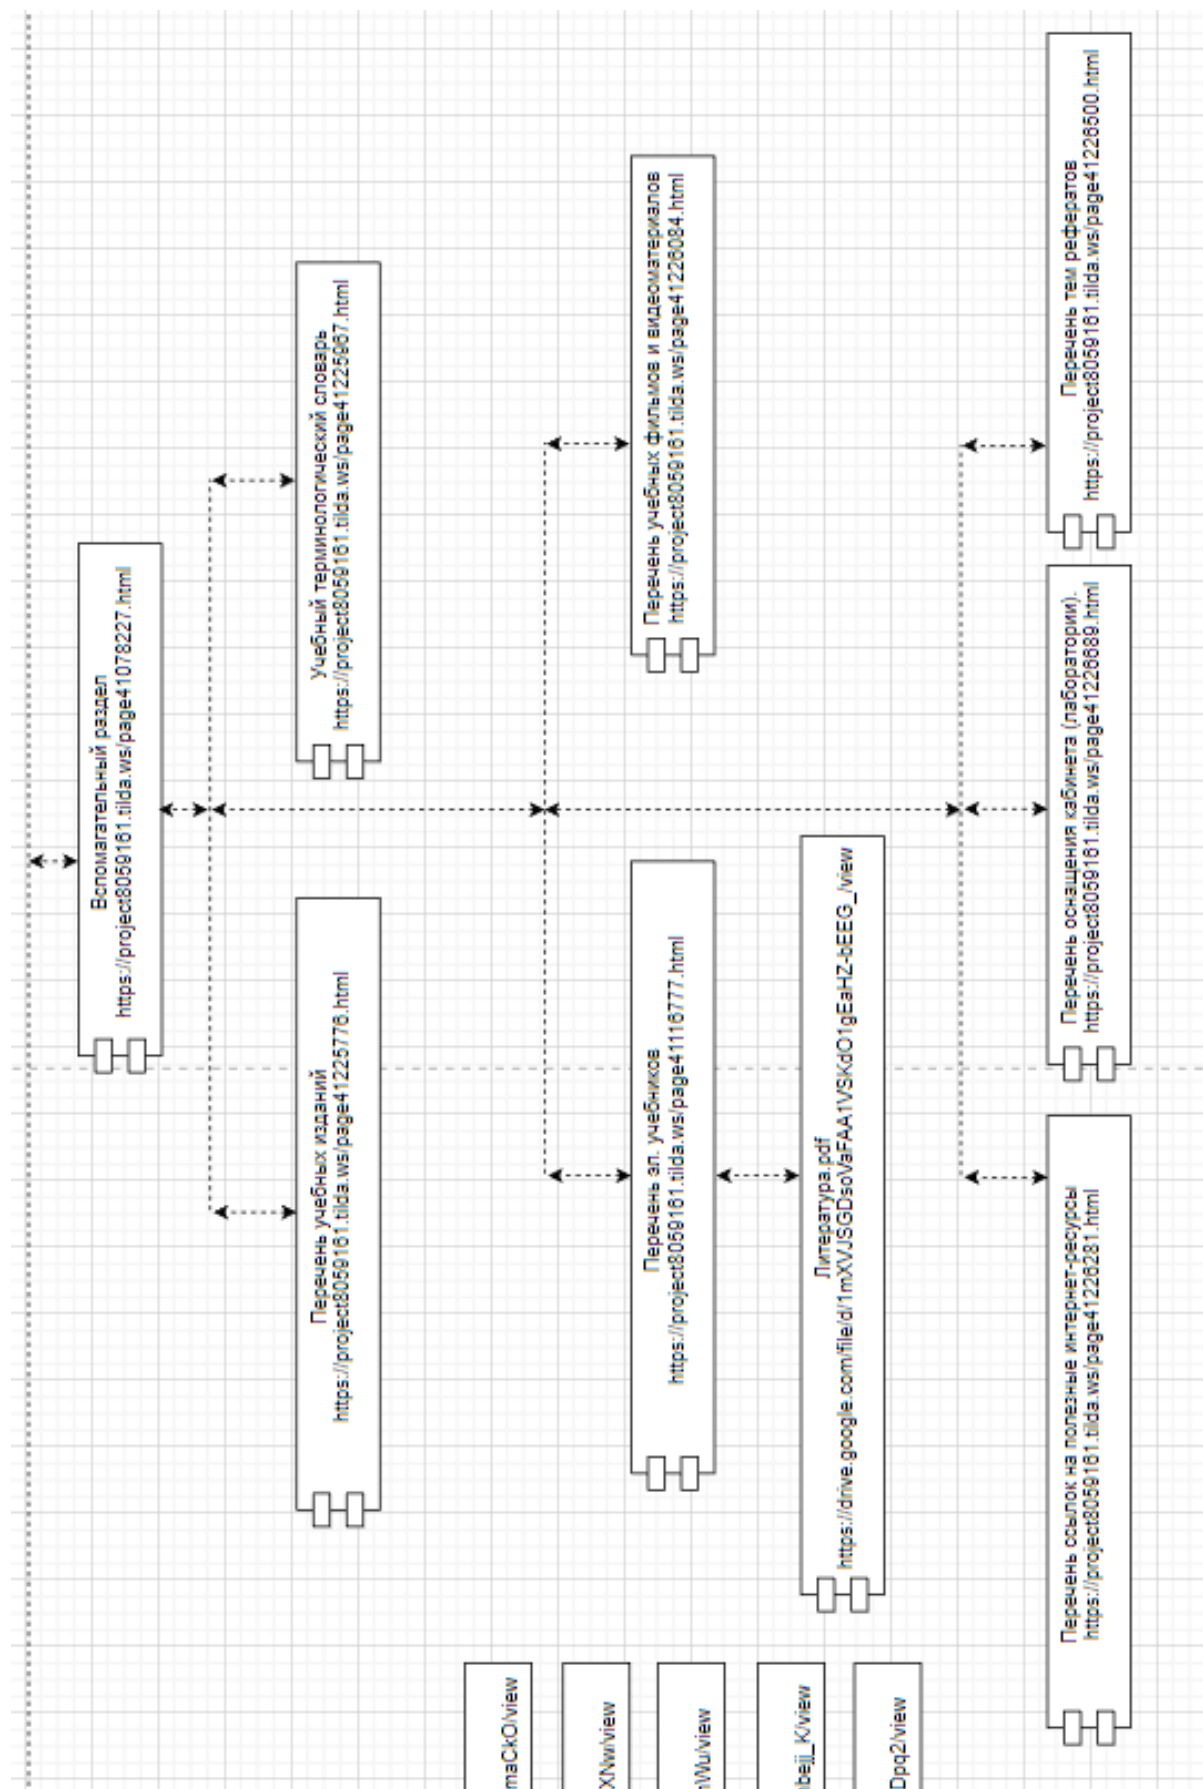 Вспомагательный раздел
https://project8059161.tilda.ws/page41078227.html
Перечень учебных изданий
https://project8059161.tilda.ws/page41225776.html
Учебный терминологический словарь
https://project8059161.tilda.ws/page41225967.html
Перечень эл. учебников
https://project8059161.tilda.ws/page41116777.html
Перечень учебных фильмов и видеоматериалов
https://project8059161.tilda.ws/page41226084.html
Литература.pdf
https://drive.google.com/file/d/1mXVJSGDsoVaFAA1VSKdO1gEaHZ-bEEG_/view
Перечень ссылок на полезные интернет-ресурсы
https://project8059161.tilda.ws/page41226281.html
Перечень оснащения кабинета (лаборатории).
https://project8059161.tilda.ws/page41226689.html
Перечень тем рефератов
https://project8059161.tilda.ws/page41226500.html
maCkO/view
XNw/view
Wu/view
bejj_K/view
Dpq2/view